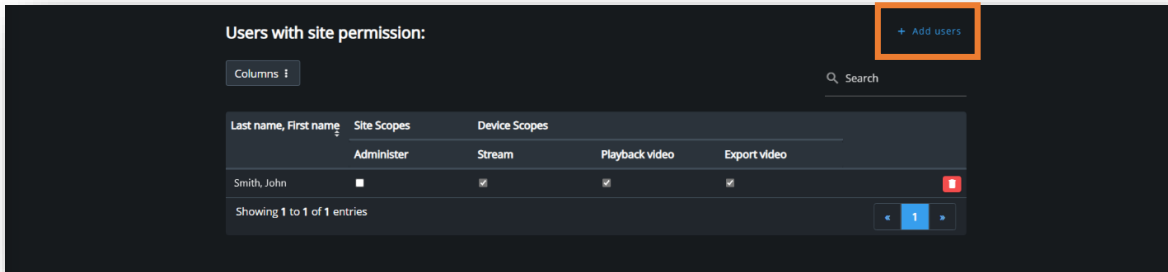 Users with site permission:
+ Add users
Columns
Search
Last name, First name Site Scopes Device Scopes
Administer Stream Playback video Export video
Smith, John
Showing 1 to 1 of 1 entries
« 1 »